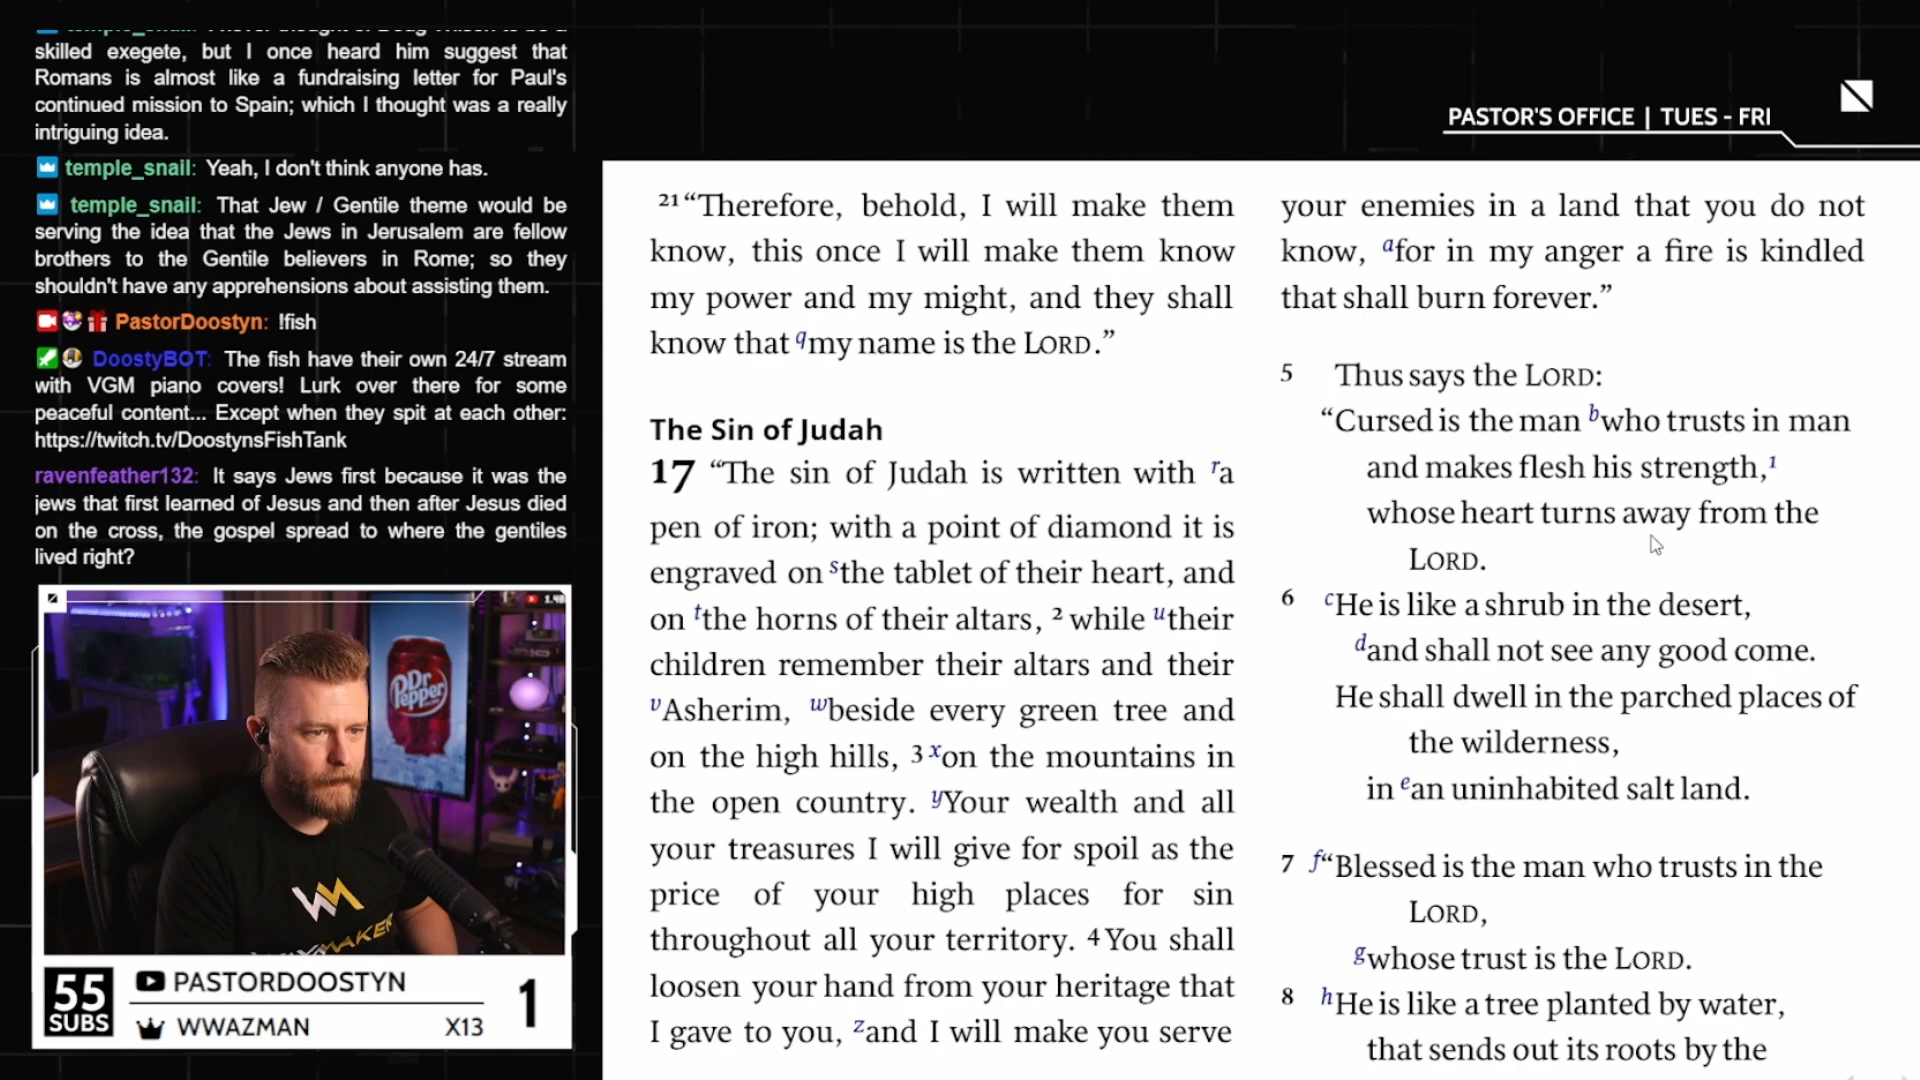 skilled exegete, but I once heard him suggest that
Romans is almost like a fundraising letter for Paul's
continued mission to Spain; which I thought was a really
intriguing idea.
temple_snail: Yeah, I don't think anyone has.
temple_snail: That Jew / Gentile theme would be
serving the idea that the Jews in Jerusalem are fellow
brothers to the Gentile believers in Rome; so they
shouldn't have any apprehensions about assisting them.
PastorDoostyn: !fish
DoostyBOT: The fish have their own 24/7 stream
with VGM piano covers! Lurk over there for some
peaceful content... Except when they spit at each other:
https://twitch.tv/DoostynsFishTank
ravenfeather132: It says Jews first because it was the
jews that first learned of Jesus and then after Jesus died
on the cross, the gospel spread to where the gentiles
lived right?
Dr Pepper
55 SUBS
PASTORDOOSTYN
WWAZMAN X13
1
PASTOR'S OFFICE | TUES - FRI
21 “Therefore, behold, I will make them
know, this once I will make them know
my power and my might, and they shall
know that q my name is the LORD.”
The Sin of Judah
17 “The sin of Judah is written with r a
pen of iron; with a point of diamond it is
engraved on s the tablet of their heart, and
on t the horns of their altars, 2 while u their
children remember their altars and their
v Asherim, w beside every green tree and
on the high hills, 3 x on the mountains in
the open country. y Your wealth and all
your treasures I will give for spoil as the
price of your high places for sin
throughout all your territory. 4 You shall
loosen your hand from your heritage that
I gave to you, z and I will make you serve
your enemies in a land that you do not
know, a for in my anger a fire is kindled
that shall burn forever.”
5 Thus says the LORD:
“Cursed is the man b who trusts in man
and makes flesh his strength, 1
whose heart turns away from the
LORD.
6 c He is like a shrub in the desert,
d and shall not see any good come.
He shall dwell in the parched places of
the wilderness,
in e an uninhabited salt land.
7 f “Blessed is the man who trusts in the
LORD,
g whose trust is the LORD.
8 h He is like a tree planted by water,
that sends out its roots by the